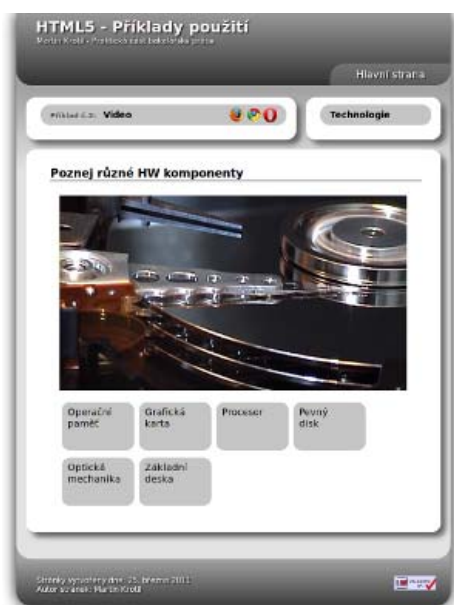 HTML5 - Příklady použití
Martin Krotil - Praktická část bakalářské práce
Hlavní strana
Příklad č.2: Video
Technologie
Poznej různé HW komponenty
Operační
paměť
Grafická
karta
Procesor
Pevný
disk
Optická
mechanika
Základní
deska
Stránky vytvořeny dne: 25. března 2011
Autor stránek: Martin Krotil